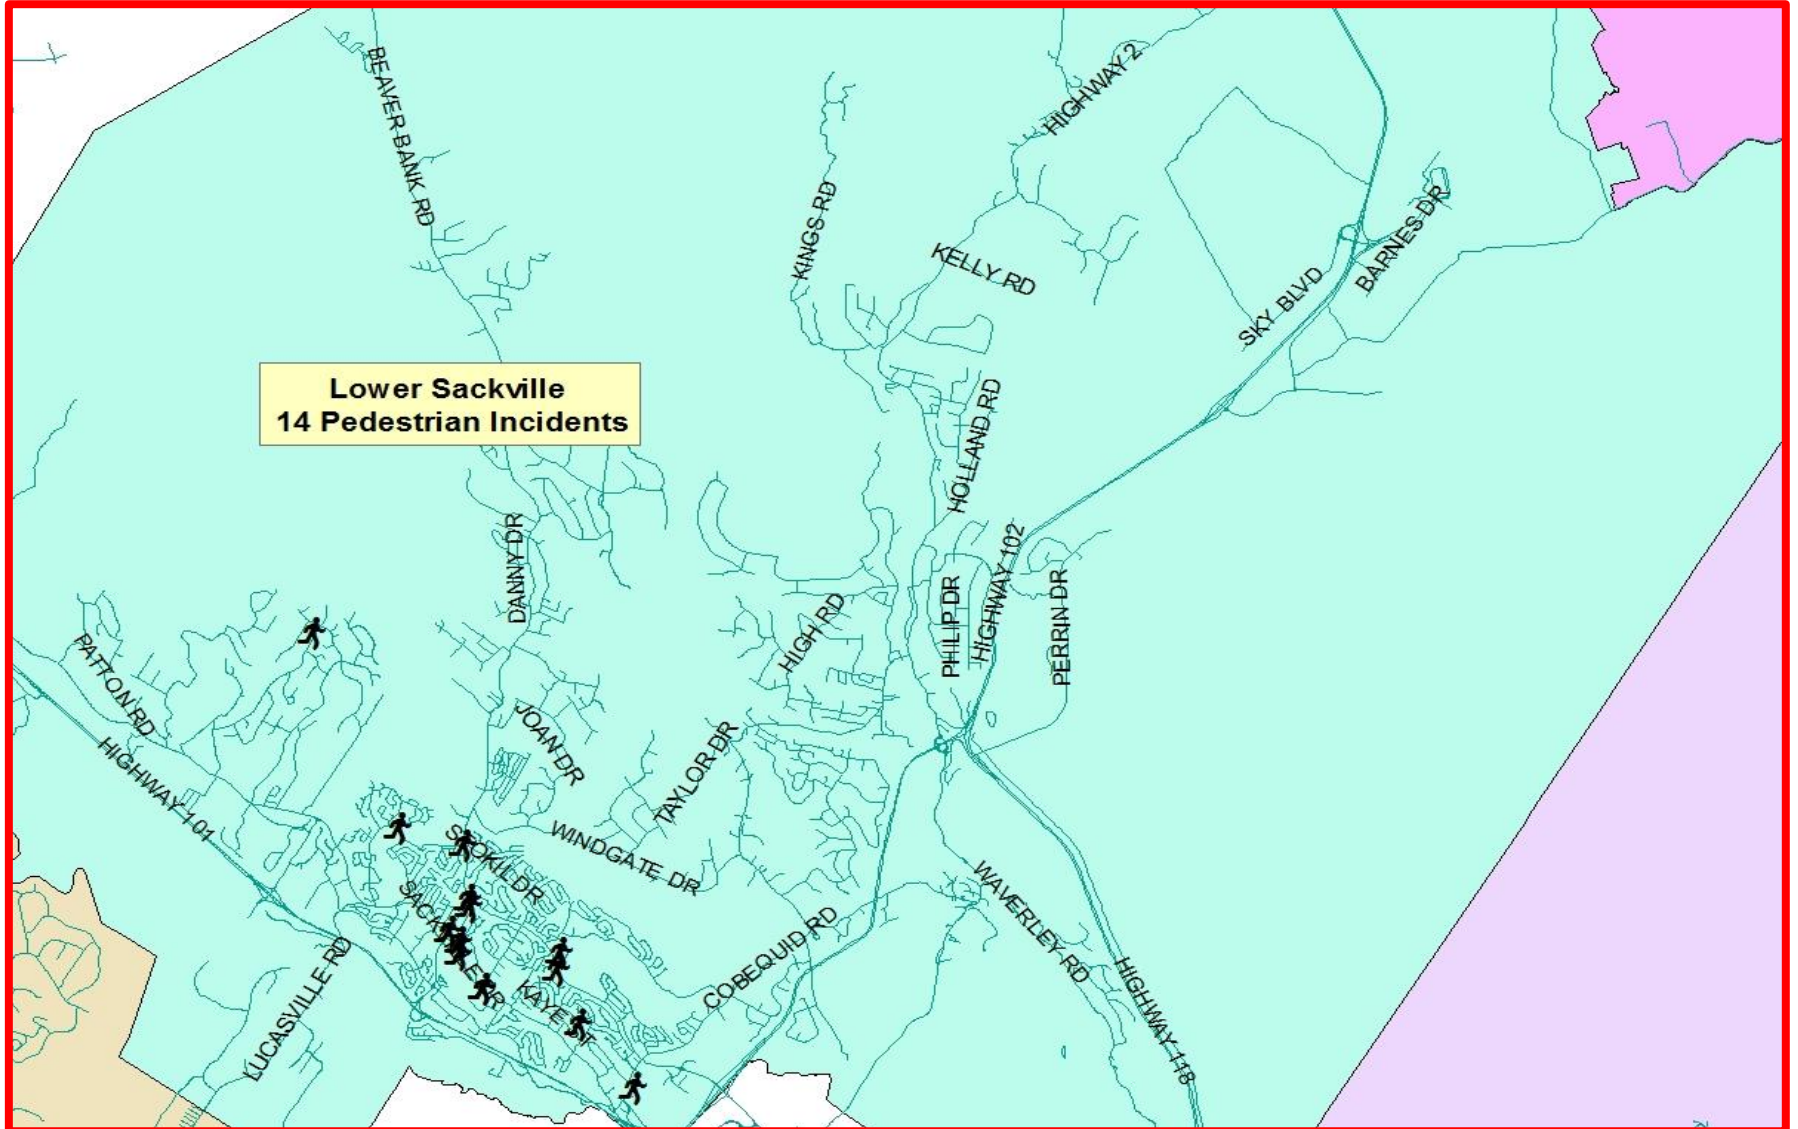 HIGHWAY 2
BEAVER BANK RD
KINGS RD
BARNES DR
KELLY RD
SKY BLVD
Lower Sackville
14 Pedestrian Incidents
HOLLAND RD
DANNY DR
HIGHWAY 102
PHILIP DR
PERRIN DR
HIGH RD
PATTON RD
JOAN DR
TAYLOR DR
HIGHWAY 101
WINDGATE DR
WAVERLEY RD
COBEQUID RD
LUCASVILLE RD
KAYE ST
HIGHWAY 118